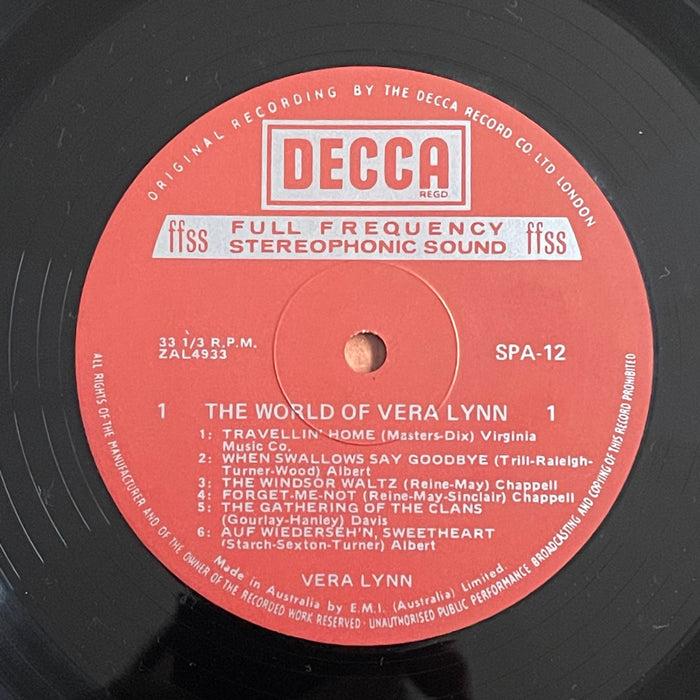 ORIGINAL RECORDING BY THE DECCA RECORD CO. LTD LONDON
DECCA
REGD.
ffss FULL FREQUENCY ffss
STEREOPHONIC SOUND
33 1/3 R.P.M.
ZAL4933
SPA-12
1 THE WORLD OF VERA LYNN 1
1: TRAVELLIN' HOME (Masters-Dix) Virginia
Music Co.
2: WHEN SWALLOWS SAY GOODBYE (Trill-Raleigh-
Turner-Wood) Albert
3: THE WINDSOR WALTZ (Reine-May) Chappell
4: FORGET-ME-NOT (Reine-May-Sinclair) Chappell
5: THE GATHERING OF THE CLANS
(Gourlay-Hanley) Davis
6: AUF WIEDERSEH'N, SWEETHEART
(Starch-Sexton-Turner) Albert
VERA LYNN
Made in Australia by E.M.I. (Australia) Limited.
ALL RIGHTS OF THE MANUFACTURER AND OF THE OWNER OF THE RECORDED WORK RESERVED - UNAUTHORISED PUBLIC PERFORMANCE BROADCASTING AND COPYING OF THIS RECORD PROHIBITED